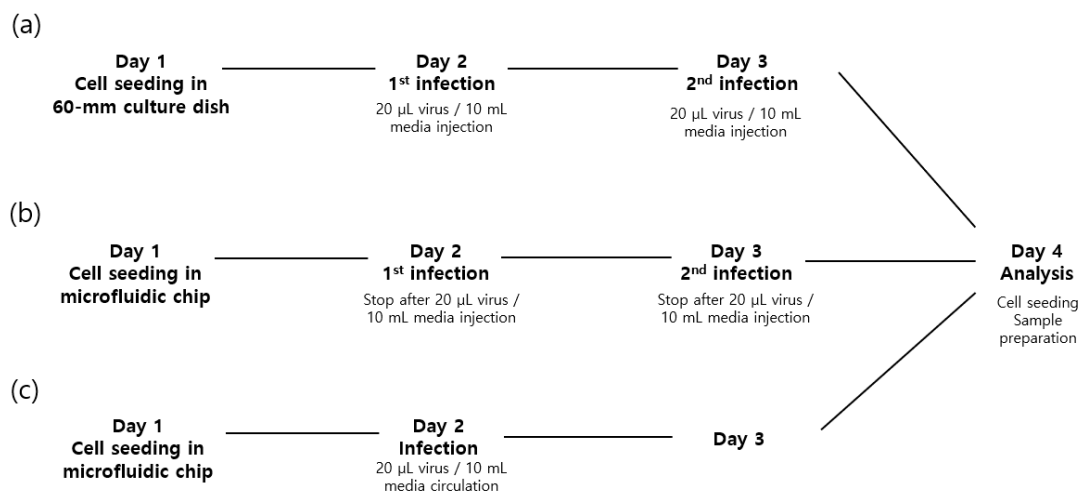 (a)
Day 1
Cell seeding in
60-mm culture dish
Day 2
1st infection
20 μL virus / 10 mL
media injection
Day 3
2nd infection
20 μL virus / 10 mL
media injection
(b)
Day 1
Cell seeding in
microfluidic chip
Day 2
1st infection
Stop after 20 μL virus /
10 mL media injection
Day 3
2nd infection
Stop after 20 μL virus /
10 mL media injection
Day 4
Analysis
Cell seeding
Sample
preparation
(c)
Day 1
Cell seeding in
microfluidic chip
Day 2
Infection
20 μL virus / 10 mL
media circulation
Day 3